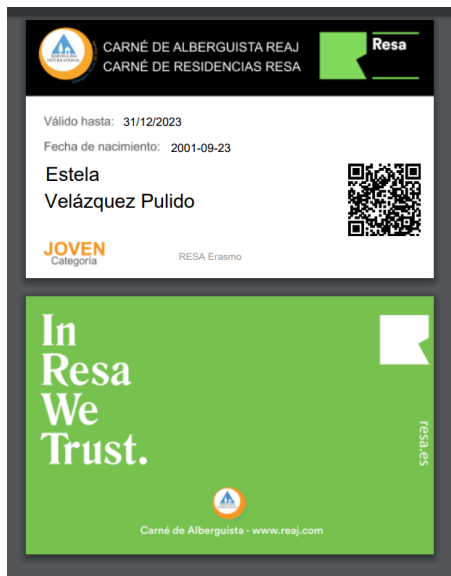 HOSTELLING
INTERNATIONAL
CARNÉ DE ALBERGUISTA REAJ
CARNÉ DE RESIDENCIAS RESA
Resa
Válido hasta: 31/12/2023
Fecha de nacimiento: 2001-09-23
Estela
Velázquez Pulido
JOVEN
Categoría
RESA Erasmo
In
Resa
We
Trust.
resa.es
Carné de Alberguista - www.reaj.com